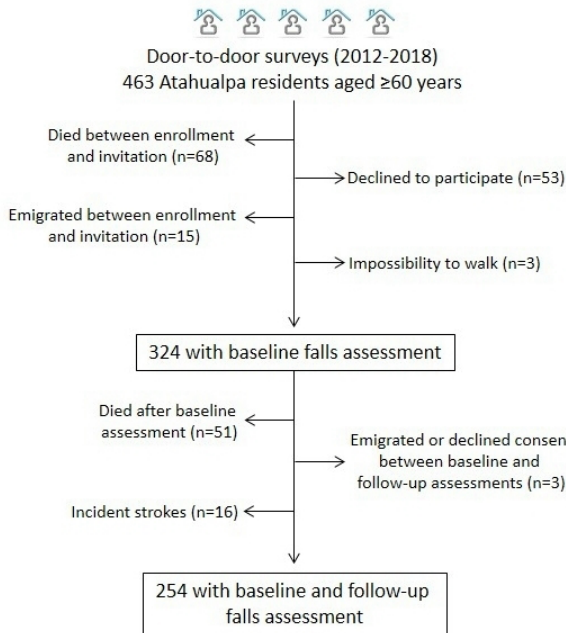 Door-to-door surveys (2012-2018)
463 Atahualpa residents aged ≥60 years
Died between enrollment
and invitation (n=68)
Declined to participate (n=53)
Emigrated between enrollment
and invitation (n=15)
Impossibility to walk (n=3)
324 with baseline falls assessment
Died after baseline
assessment (n=51)
Emigrated or declined consen
between baseline and
follow-up assessments (n=3)
Incident strokes (n=16)
254 with baseline and follow-up
falls assessment